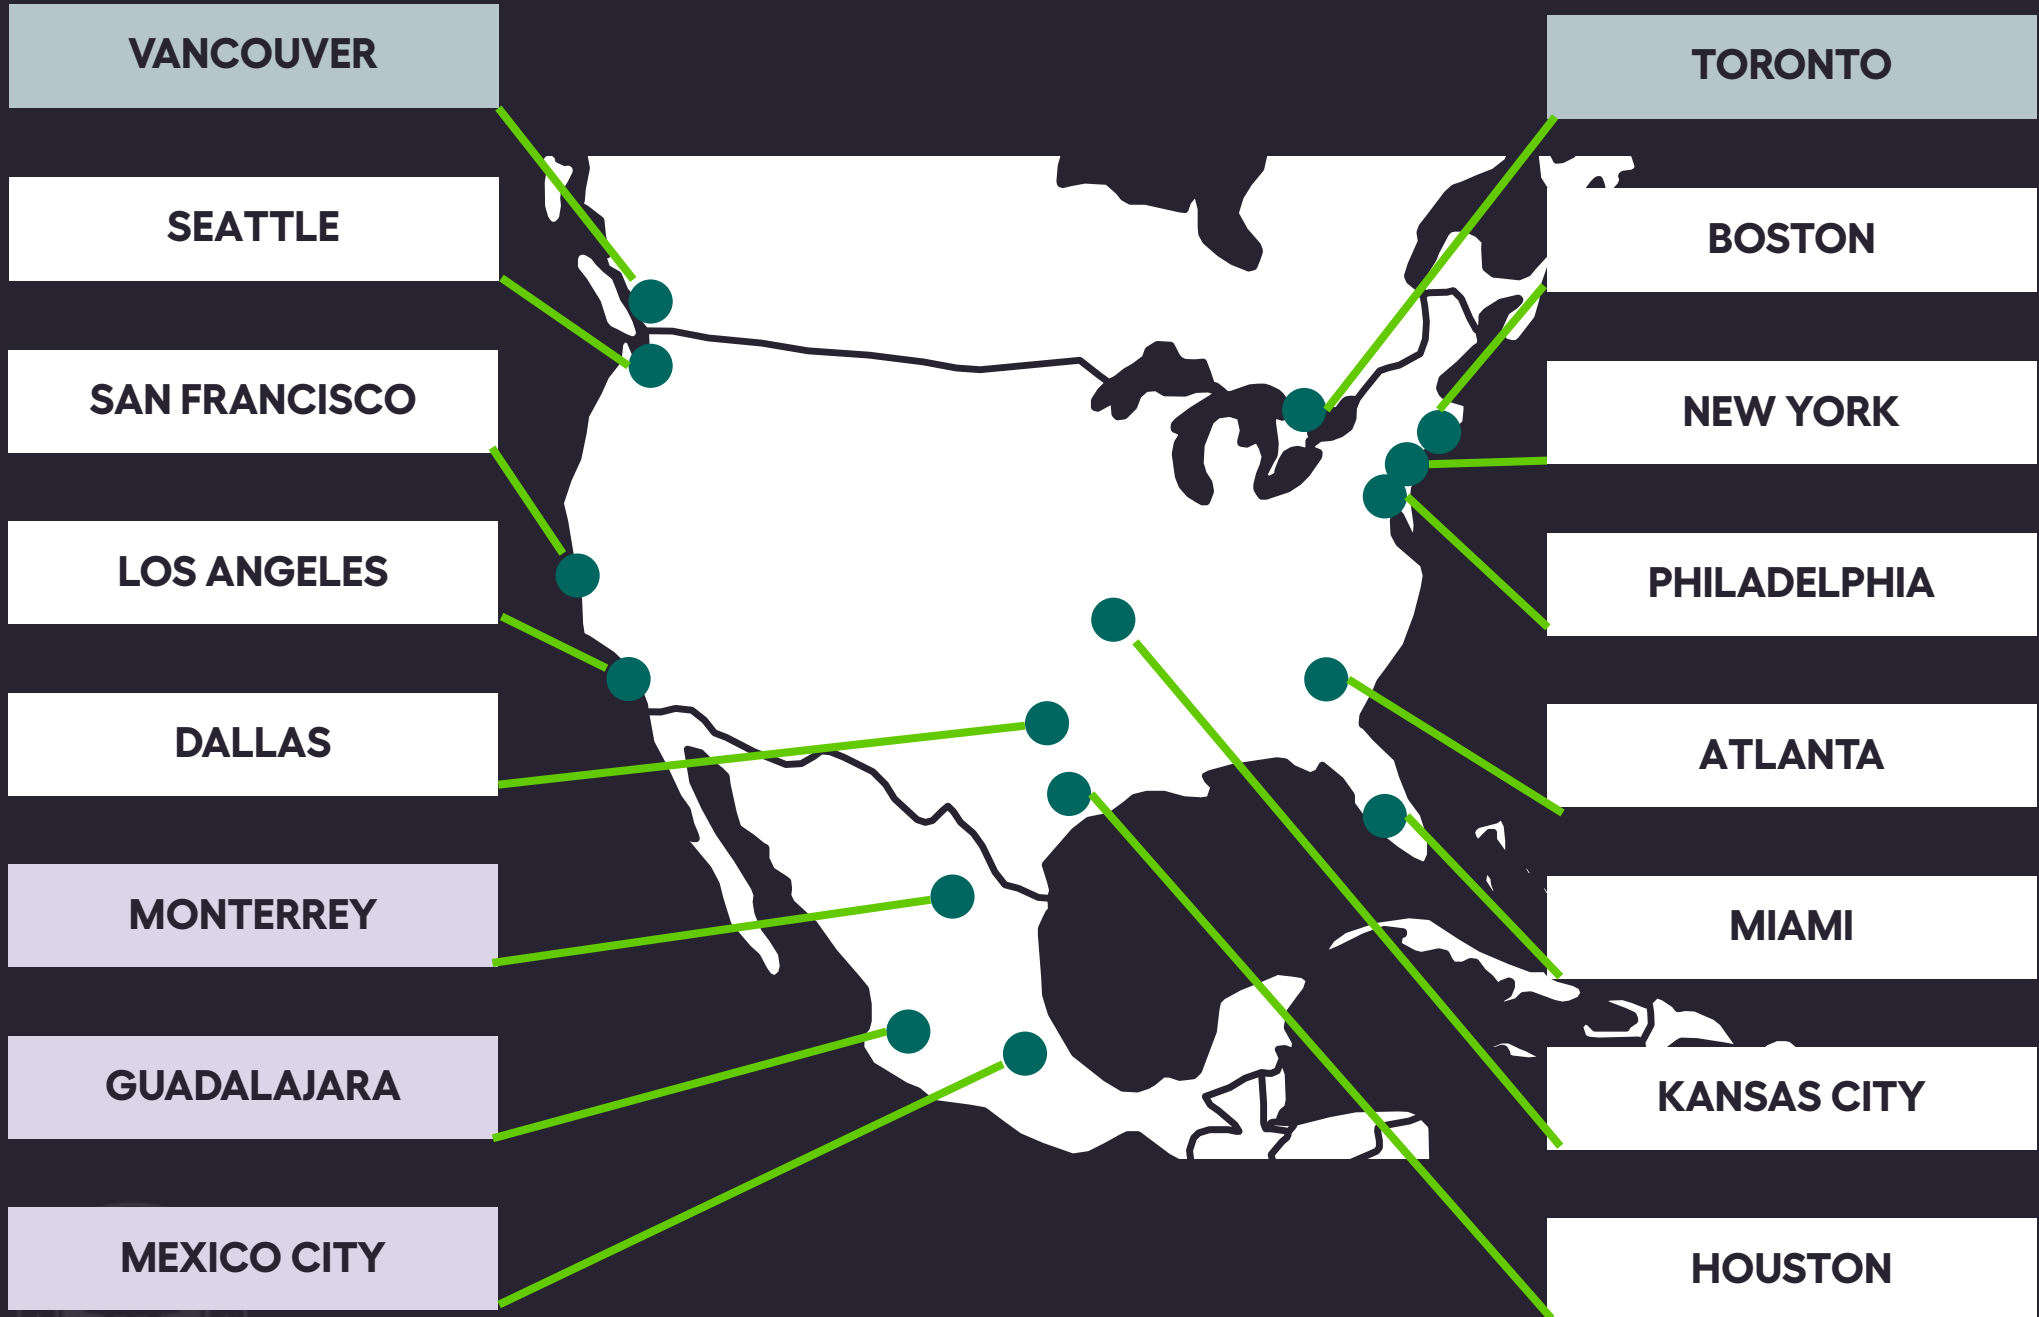 VANCOUVER
SEATTLE
SAN FRANCISCO
LOS ANGELES
DALLAS
MONTERREY
GUADALAJARA
MEXICO CITY
TORONTO
BOSTON
NEW YORK
PHILADELPHIA
ATLANTA
MIAMI
KANSAS CITY
HOUSTON